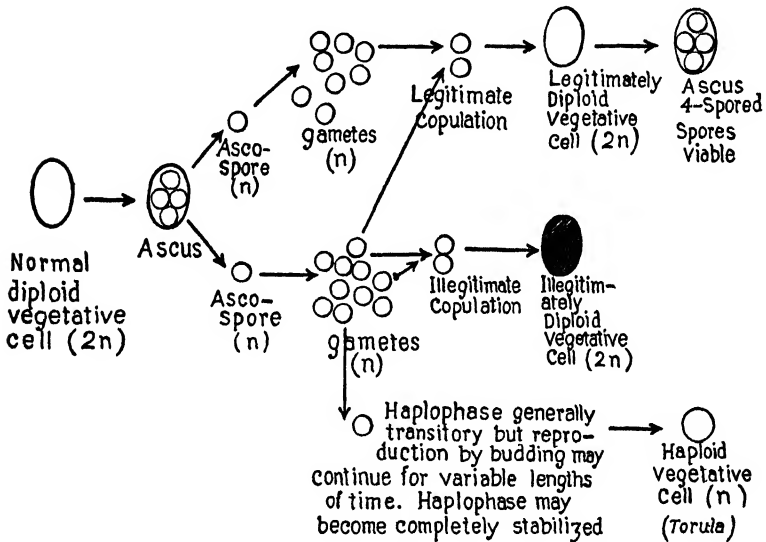 Normal
diploid
vegetative
cell (2n)
Ascus
Asco-
spore
(n)
gametes
(n)
Legitimate
Copulation
Legitimately
Diploid
Vegetative
Cell (2n)
Ascus
4-Spored
Spores
Viable
Asco-
spore
(n)
gametes
(n)
Illegitimate
Copulation
Illegitim-
ately
Diploid
Vegetative
Cell (2n)
Haplophase generally
transitory but repro-
duction by budding may
continue for variable lengths
of time. Haplophase may
become completely stabilized
Haploid
Vegetative
Cell (n)
(Torula)